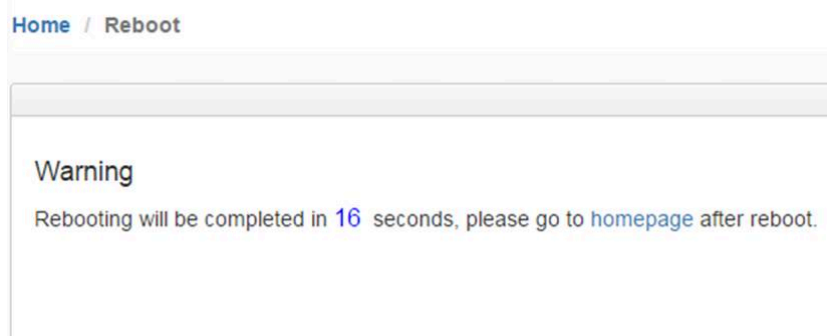 Home / Reboot
Warning
Rebooting will be completed in 16 seconds, please go to homepage after reboot.